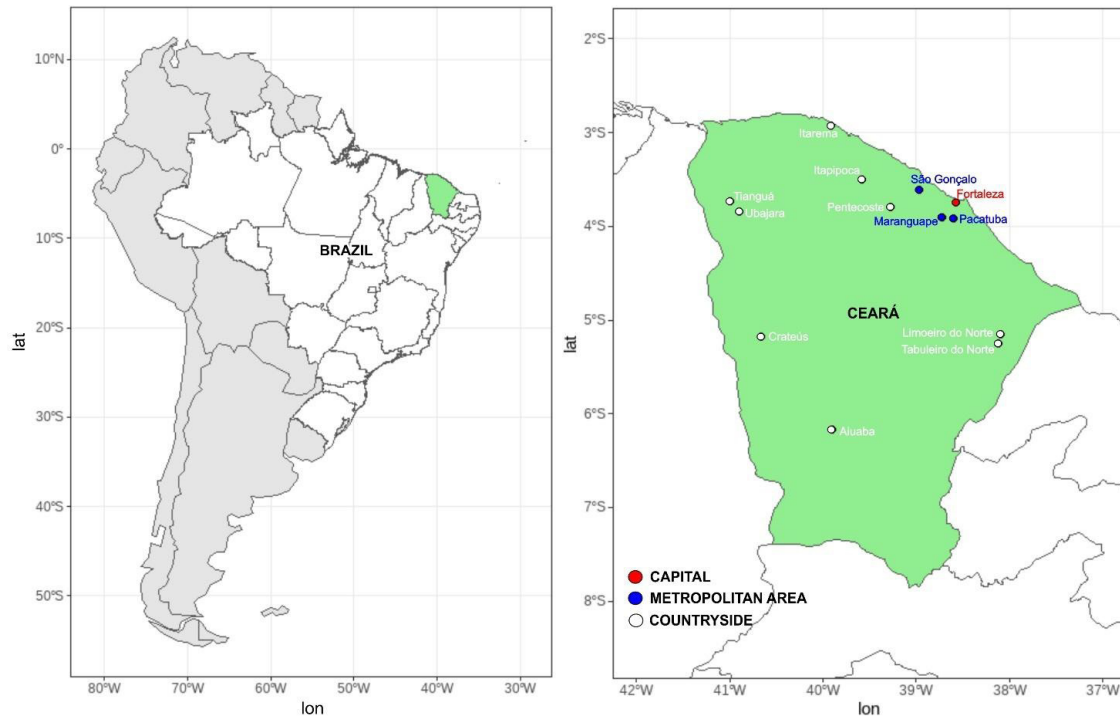 10°N
0°
10°S
20°S
30°S
40°S
50°S
lat
BRAZIL
80°W 70°W 60°W 50°W 40°W 30°W
lon
2°S
3°S
4°S
5°S
6°S
7°S
8°S
lat
Itarema
Itapipoca
São Gonçalo
Fortaleza
Tianguá
Ubajara
Pentecoste
Maranguape
Pacatuba
CEARÁ
Crateús
Limoeiro do Norte
Tabuleiro do Norte
Aluaba
CAPITAL
METROPOLITAN AREA
COUNTRYSIDE
42°W 41°W 40°W 39°W 38°W 37°W
lon